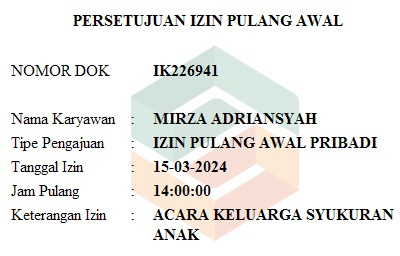 PERSETUJUAN IZIN PULANG AWAL
NOMOR DOK IK226941
Nama Karyawan : MIRZA ADRIANSYAH
Tipe Pengajuan : IZIN PULANG AWAL PRIBADI
Tanggal Izin : 15-03-2024
Jam Pulang : 14:00:00
Keterangan Izin : ACARA KELUARGA SYUKURAN
ANAK